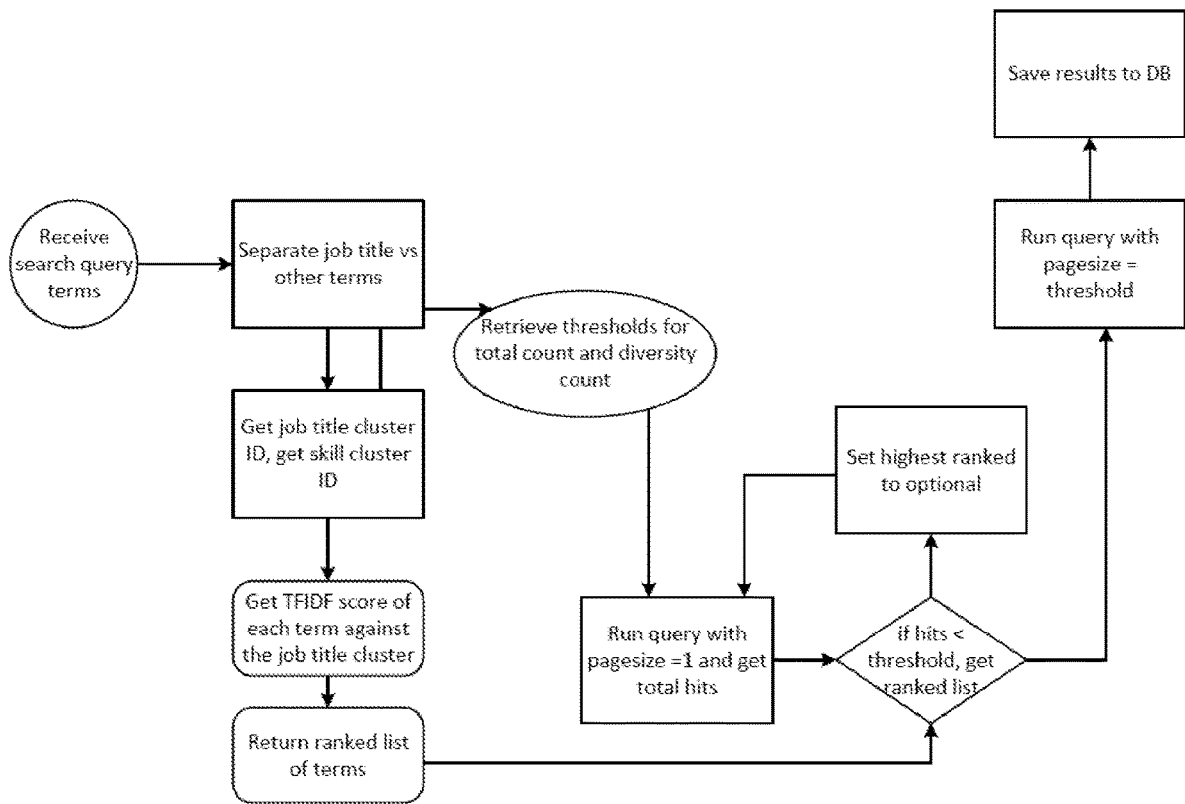 Receive
search query
terms
Separate job title vs
other terms
Get job title cluster
ID, get skill cluster
ID
Get TFIDF score of
each term against
the job title cluster
Return ranked list
of terms
Retrieve thresholds for
total count and diversity
count
Run query with
pagesize =1 and get
total hits
if hits <
threshold, get
ranked list
Set highest ranked
to optional
Run query with
pagesize =
threshold
Save results to DB